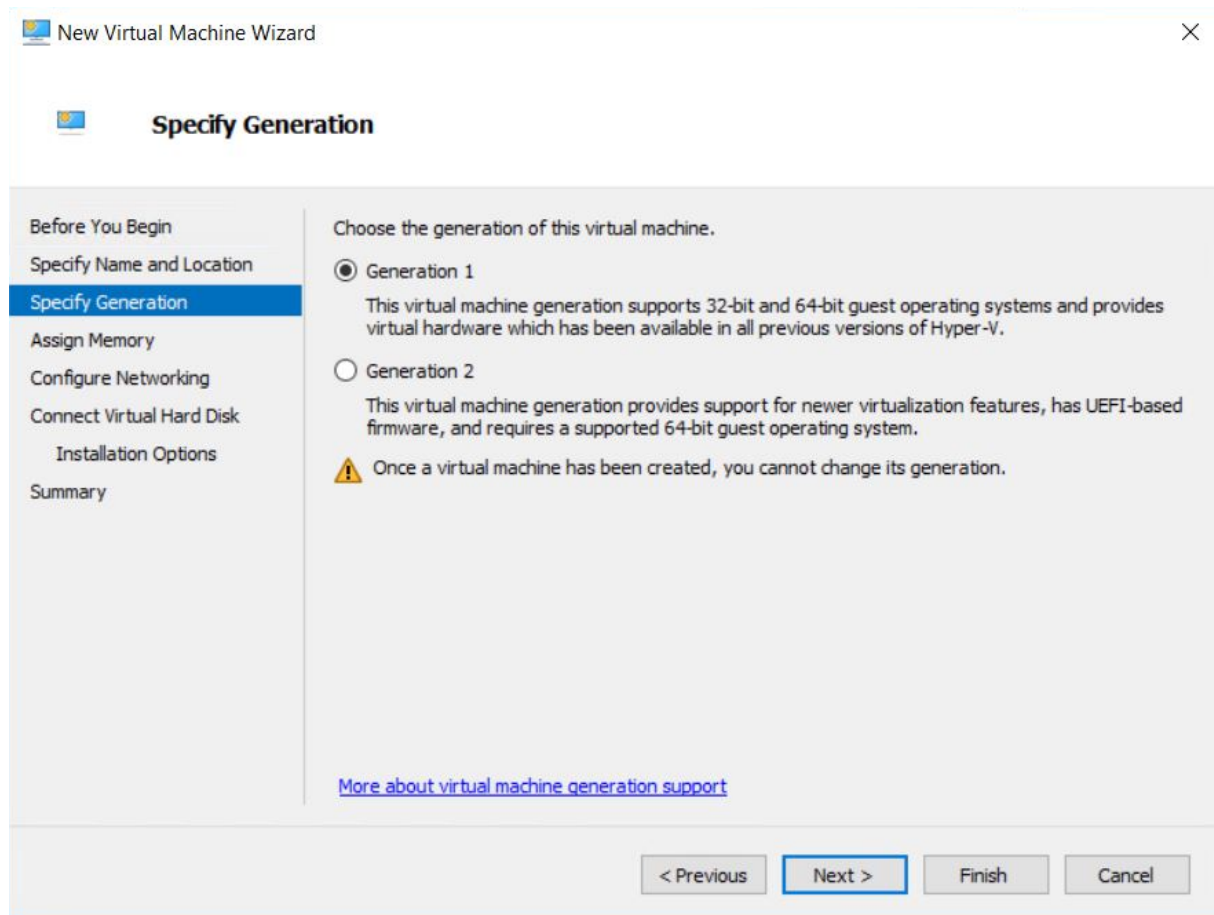 New Virtual Machine Wizard
Specify Generation
Before You Begin
Specify Name and Location
Specify Generation
Assign Memory
Configure Networking
Connect Virtual Hard Disk
Installation Options
Summary
Choose the generation of this virtual machine.
Generation 1
This virtual machine generation supports 32-bit and 64-bit guest operating systems and provides
virtual hardware which has been available in all previous versions of Hyper-V.
Generation 2
This virtual machine generation provides support for newer virtualization features, has UEFI-based
firmware, and requires a supported 64-bit guest operating system.
Once a virtual machine has been created, you cannot change its generation.
More about virtual machine generation support
< Previous
Next >
Finish
Cancel